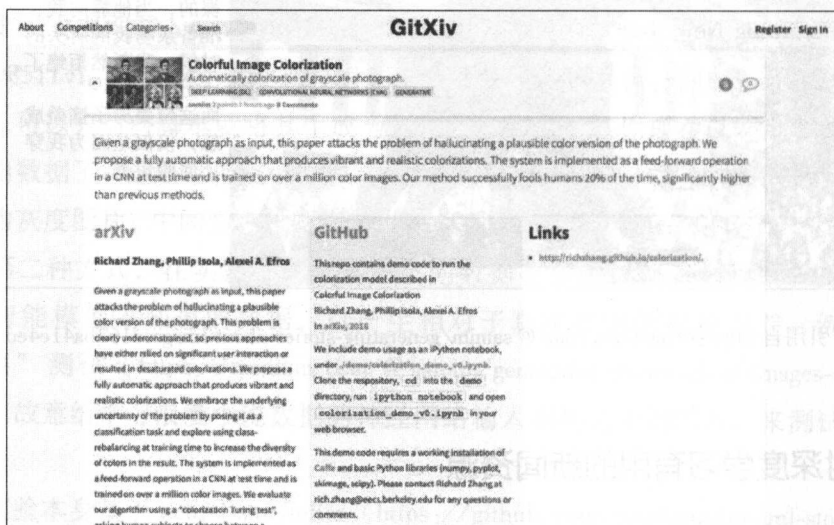 About Competitions Categories Search GitXiv Register Sign In
Colorful Image Colorization
Automatically colorization of grayscale photograph.
DEEP LEARNING (DL) CONVOLUTIONAL NEURAL NETWORKS (CNN) GENERATIVE
Given a grayscale photograph as input, this paper attacks the problem of hallucinating a plausible color version of the photograph. We
propose a fully automatic approach that produces vibrant and realistic colorizations. The system is implemented as a feed-forward operation
in a CNN at test time and is trained on over a million color images. Our method successfully fools humans 20% of the time, significantly higher
than previous methods.
arXiv
Richard Zhang, Phillip Isola, Alexei A. Efros
Given a grayscale photograph as input, this paper
attacks the problem of hallucinating a plausible
color version of the photograph. This problem is
clearly underconstrained, so previous approaches
have either relied on significant user interaction or
resulted in desaturated colorizations. We propose a
fully automatic approach that produces vibrant and
realistic colorizations. We embrace the underlying
uncertainty of the problem by posing it as a
classification task and explore using class-
rebalancing at training time to increase the diversity
of colors in the result. The system is implemented as
a feed-forward operation in a CNN at test time and is
trained on over a million color images. We evaluate
our algorithm using a "colorization Turing test",
asking human subjects to choose between a
GitHub
This repo contains demo code to run the
colorization model described in
Colorful Image Colorization
Richard Zhang, Phillip Isola, Alexei A. Efros
In arXiv, 2016
We include demo usage as an iPython notebook,
under ./demo/colorization_demo_v0.ipynb
Clone the respository, cd into the demo
directory, run ipython notebook and open
colorization_demo_v0.ipynb in your
web browser.
This demo code requires a working installation of
Caffe and basic Python libraries (numpy, pyplot,
skimage, scipy). Please contact Richard Zhang at
rich.zhang@eecs.berkeley.edu for any questions or
comments.
Links
http://richzhang.github.io/colorization/.